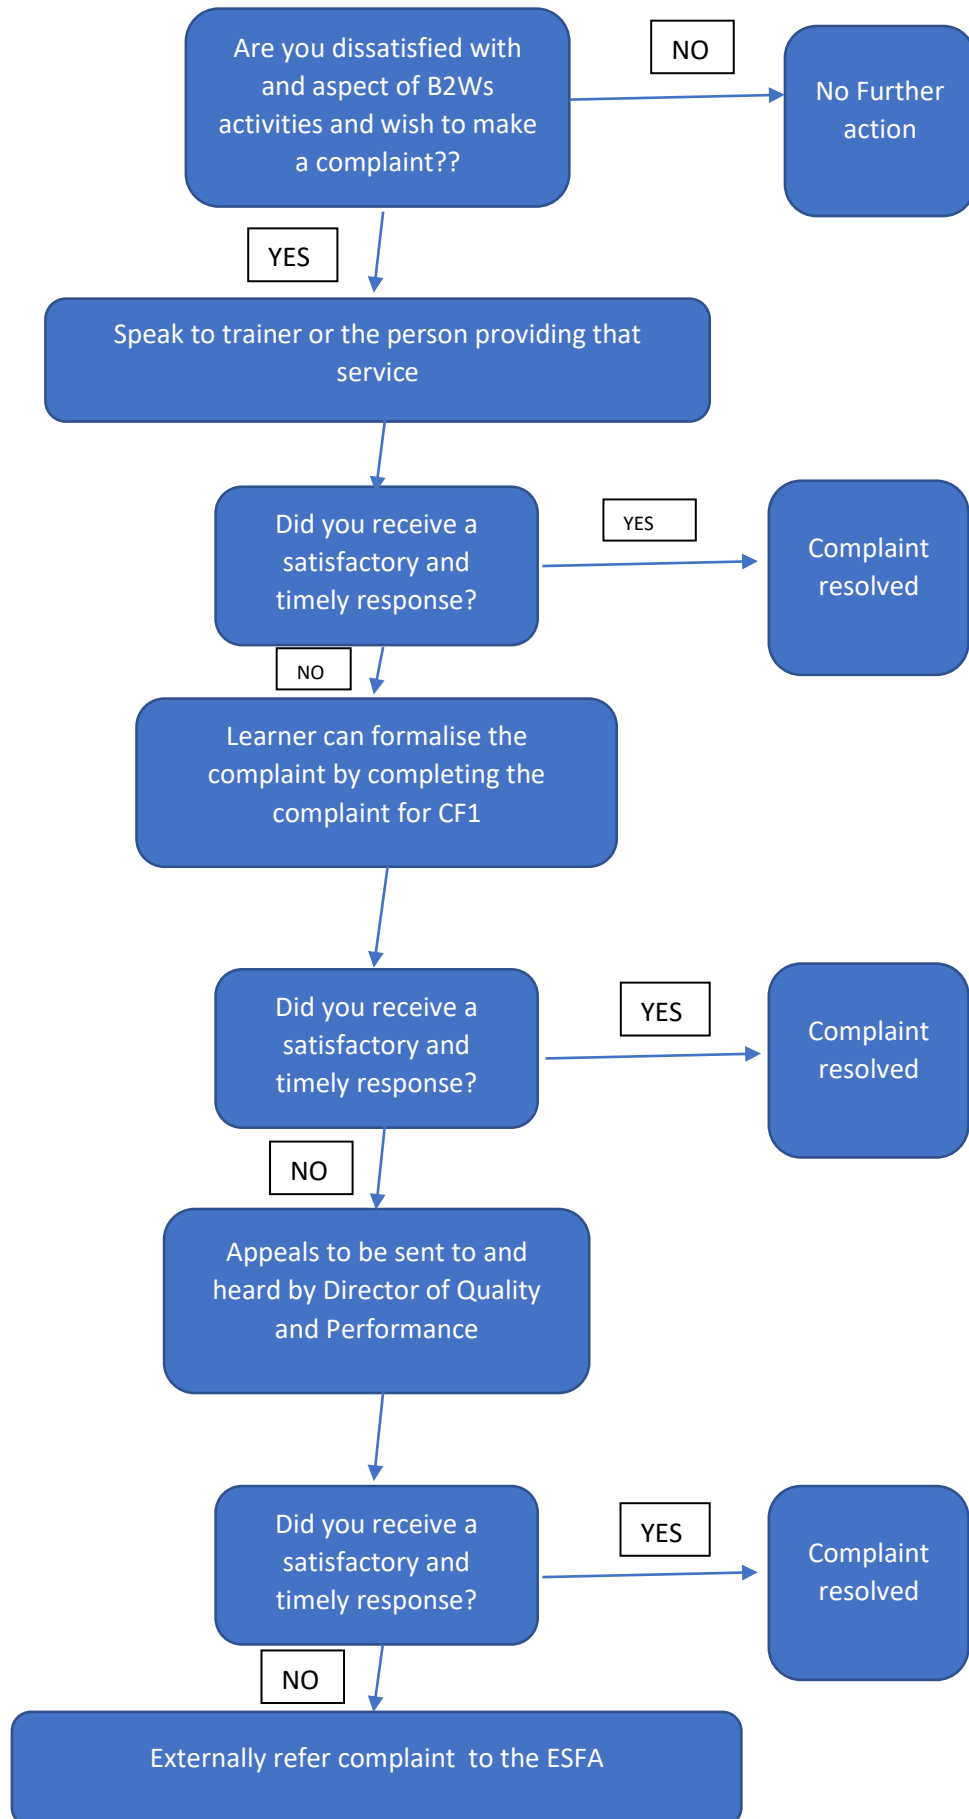 Are you dissatisfied with
and aspect of B2Ws
activities and wish to make
a complaint??
NO
No Further
action
YES
Speak to trainer or the person providing that
service
Did you receive a
satisfactory and
timely response?
YES
Complaint
resolved
NO
Learner can formalise the
complaint by completing the
complaint for CF1
Did you receive a
satisfactory and
timely response?
YES
Complaint
resolved
NO
Appeals to be sent to and
heard by Director of Quality
and Performance
Did you receive a
satisfactory and
timely response?
YES
Complaint
resolved
NO
Externally refer complaint  to the ESFA